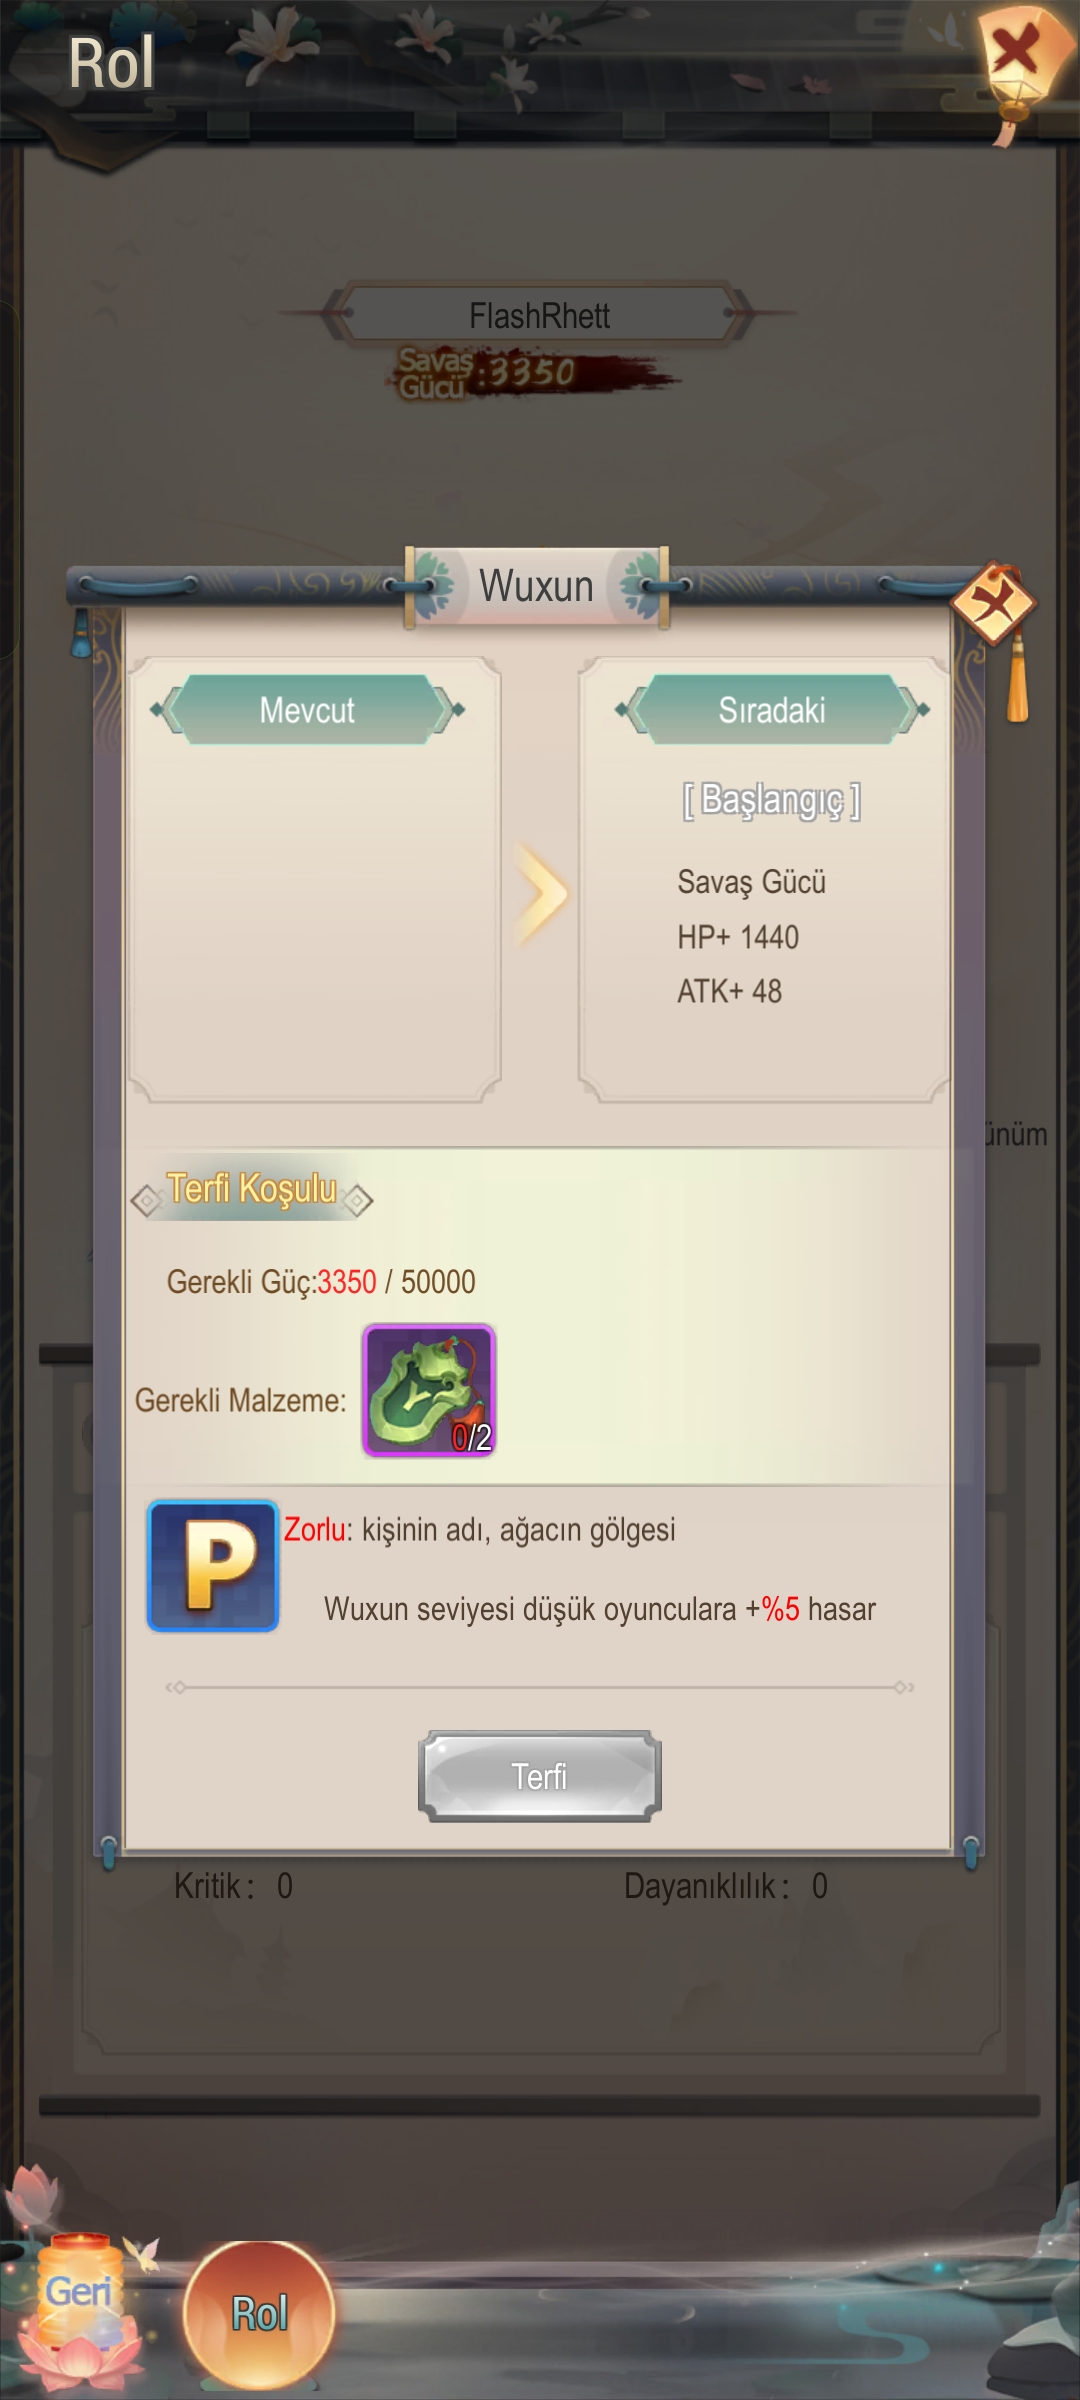 Rol
FlashRhett
Savaş Gücü :3350
Wuxun
Mevcut
Sıradaki
[ Başlangıç ]
Savaş Gücü
HP+ 1440
ATK+ 48
ünüm
Terfi Koşulu
Gerekli Güç:3350 / 50000
Gerekli Malzeme:
0/2
P
Zorlu: kişinin adı, ağacın gölgesi
Wuxun seviyesi düşük oyunculara +%5 hasar
Terfi
Kritik : 0
Dayanıklılık : 0
Geri
Rol